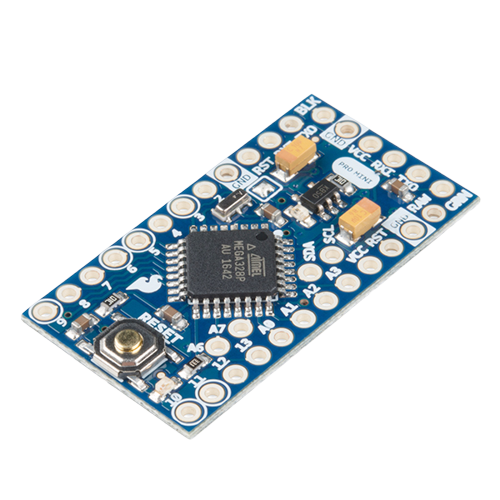 BLK
GND
VCC
RXI
TXO
GRN
TXO
RST
GND
2
3
4
5
6
7
8
9
PRO MINI
RAW
GND
RST
VCC
A3
A2
A1
A0
13
12
11
10
SCL
SDA
A7
A6
RESET
ATMEL
MEGA328P
AU 1642